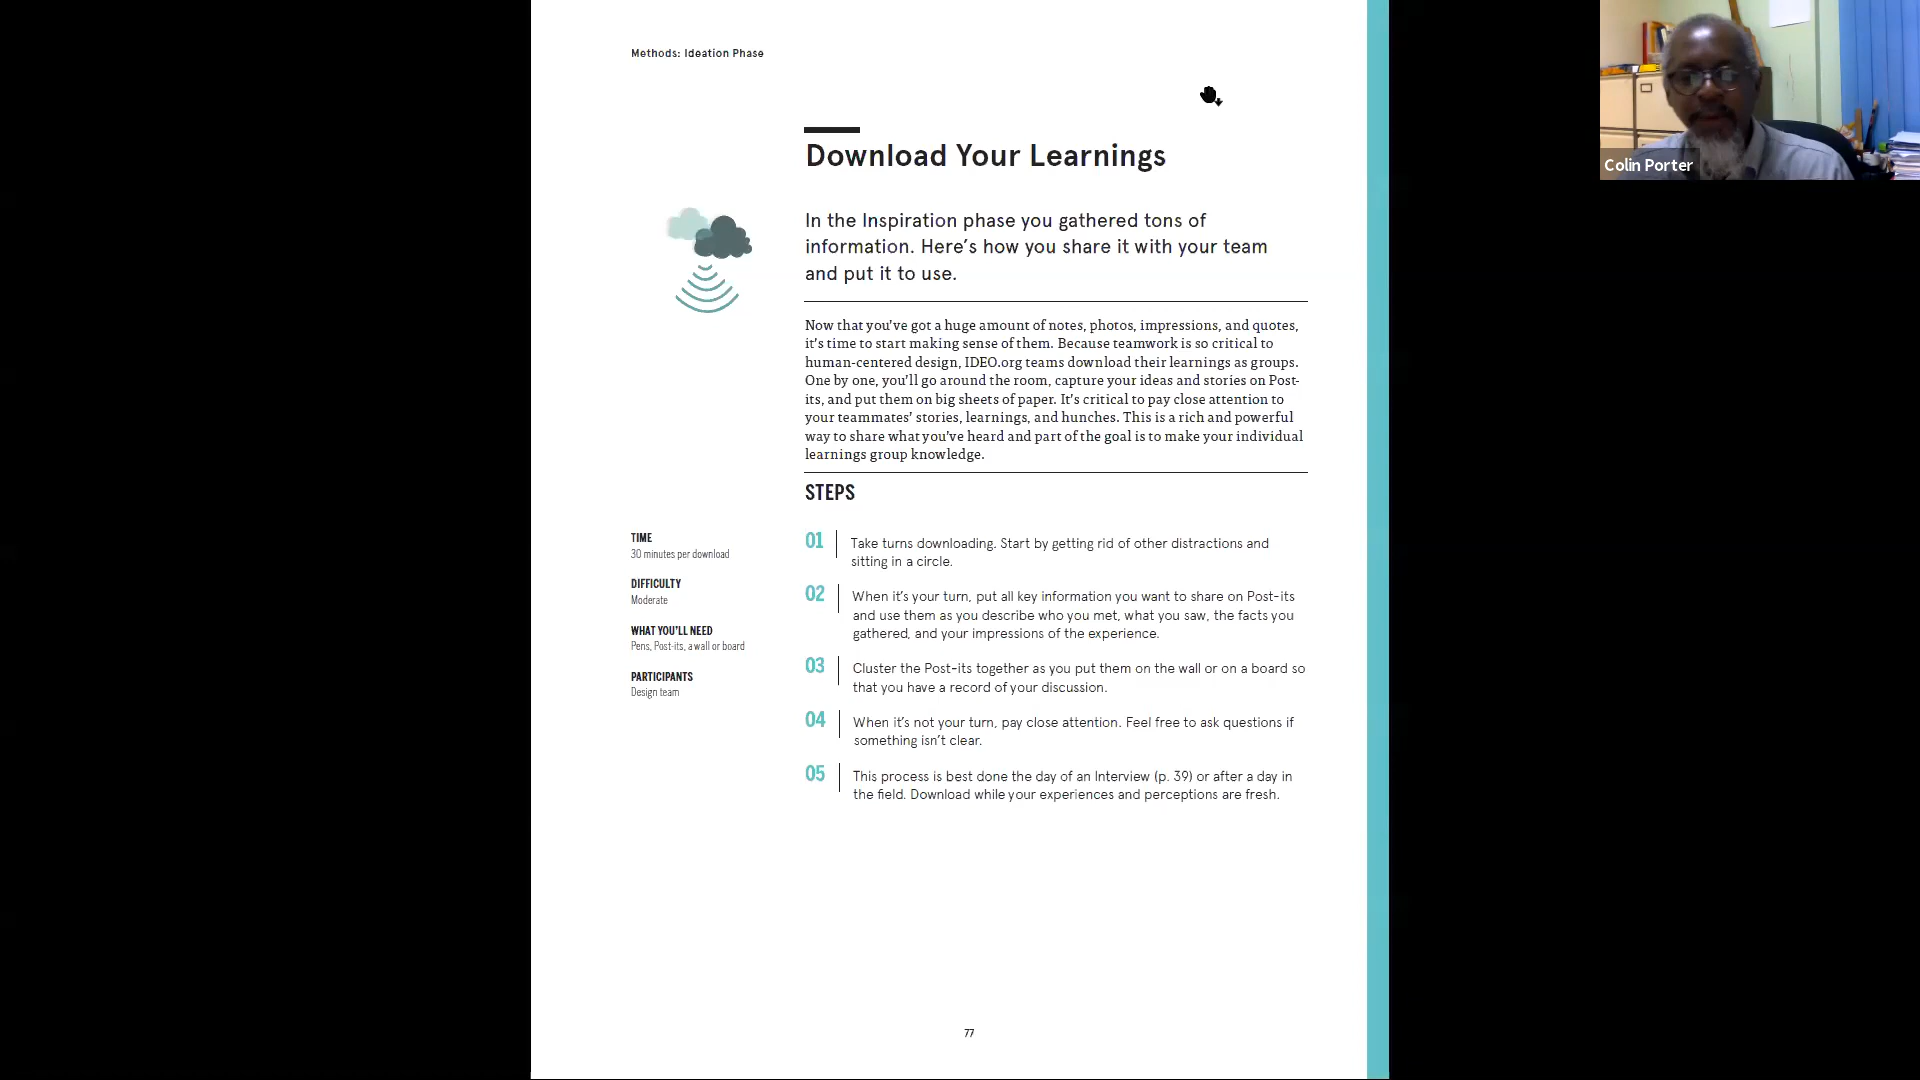 Methods: Ideation Phase
Download Your Learnings
In the Inspiration phase you gathered tons of
information. Here's how you share it with your team
and put it to use.
Now that you've got a huge amount of notes, photos, impressions, and quotes,
it's time to start making sense of them. Because teamwork is so critical to
human-centered design, IDEO.org teams download their learnings as groups.
One by one, you'll go around the room, capture your ideas and stories on Post-
its, and put them on big sheets of paper. It's critical to pay close attention to
your teammates' stories, learnings, and hunches. This is a rich and powerful
way to share what you've heard and part of the goal is to make your individual
learnings group knowledge.
STEPS
TIME
30 minutes per download
DIFFICULTY
Moderate
WHAT YOU'LL NEED
Pens, Post-its, a wall or board
PARTICIPANTS
Design team
01 Take turns downloading. Start by getting rid of other distractions and
sitting in a circle.
02 When it's your turn, put all key information you want to share on Post-its
and use them as you describe who you met, what you saw, the facts you
gathered, and your impressions of the experience.
03 Cluster the Post-its together as you put them on the wall or on a board so
that you have a record of your discussion.
04 When it's not your turn, pay close attention. Feel free to ask questions if
something isn't clear.
05 This process is best done the day of an Interview (p. 39) or after a day in
the field. Download while your experiences and perceptions are fresh.
77
Colin Porter